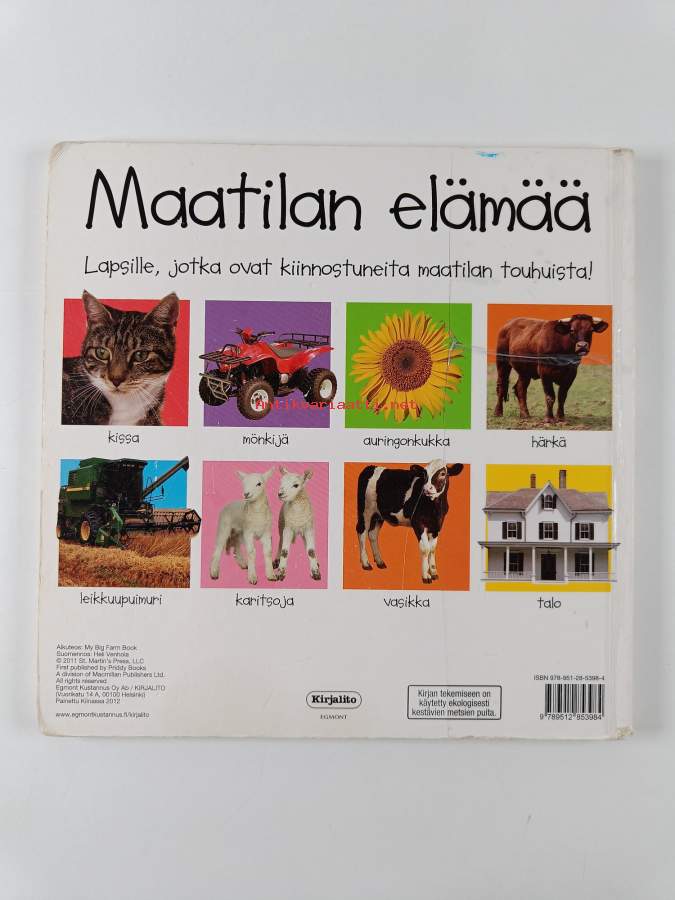 Maatilan elämää
Lapsille, jotka ovat kiinnostuneita maatilan touhuista!
Antikvariaatti.net
kissa
mönkijä
auringonkukka
härkä
leikkuupuimuri
karitsoja
vasikka
talo
Alkuteos: My Big Farm Book
Suomennos: Heli Venhola
© 2011 St. Martin's Press, LLC
First published by Priddy Books
A division of Macmillan Publishers Ltd.
All rights reserved
Egmont Kustannus Oy Ab / KIRJALITO
(Vuorikatu 14 A, 00100 Helsinki)
Painettu Kiinassa 2012
www.egmontkustannus.fi/kirjalito
Kirjalito
EGMONT
Kirjan tekemiseen on
käytetty ekologisesti
kestävien metsien puita.
ISBN 978-951-28-5398-4
9 789512 853984